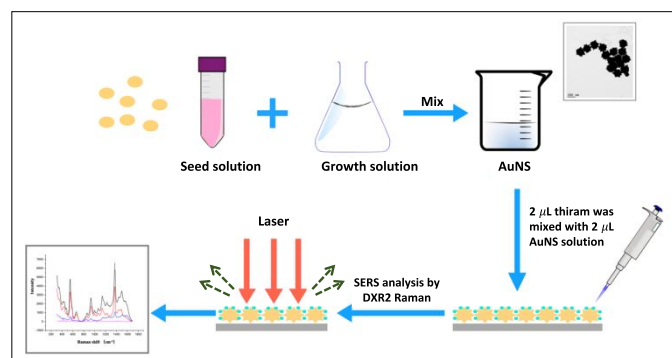 Seed solution
Growth solution
Mix
AuNS
2 μL thiram was
mixed with 2 μL
AuNS solution
Laser
SERS analysis by
DXR2 Raman
Intensity
Raman shift (cm⁻¹)